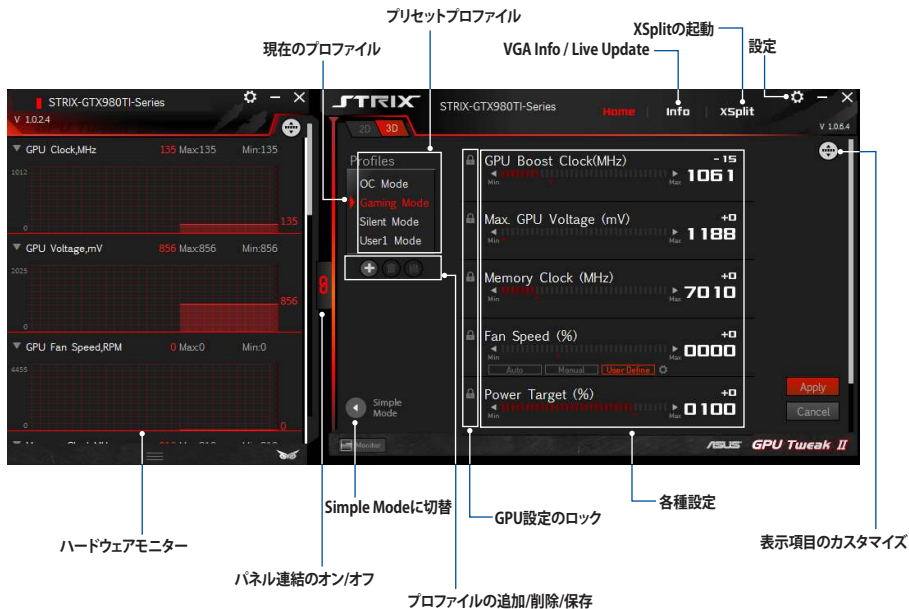 プリセットプロファイル
現在のプロファイル
XSplitの起動
VGA Info / Live Update
設定
STRIX-GTX980TI-Series
V 1.0.2.4
GPU Clock,MHz 135 Max:135 Min:135
1012
135
0
GPU Voltage,mV 856 Max:856 Min:856
2025
856
0
GPU Fan Speed,RPM 0 Max:0 Min:0
4455
0
0
STRIX
STRIX-GTX980TI-Series
Home | Info | XSplit
V 1.0.6.4
2D 3D
Profiles
OC Mode
Gaming Mode
Silent Mode
User1 Mode
GPU Boost Clock(MHz) -15
Min Max 1061
Max. GPU Voltage (mV) +0
Min Max 1188
Memory Clock (MHz) +0
Min Max 7010
Fan Speed (%) +0
Min Max 0000
Auto Manual User Define
Power Target (%) +0
Min Max 0100
Simple
Mode
Monitor
Apply
Cancel
ASUS GPU Tweak II
Simple Modeに切替
GPU設定のロック
各種設定
ハードウェアモニター
表示項目のカスタマイズ
パネル連結のオン/オフ
プロファイルの追加/削除/保存